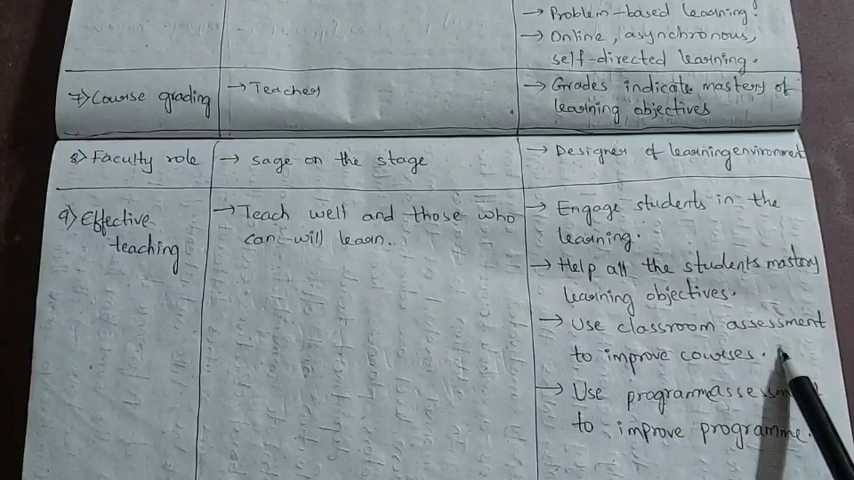 → Problem-based learning.
→ Online, asynchronous,
self-directed learning.
7) Course grading
→ Teacher
→ Grades indicate mastery of
learning objectives
8) Faculty role
→ sage on the stage
→ Designer of learning environment
9) Effective
teaching
→ Teach well and those who
can will learn.
→ Engage students in the
learning.
→ Help all the students mastery
learning objectives.
→ Use classroom assessment
to improve courses.
→ Use program
to improve programme.